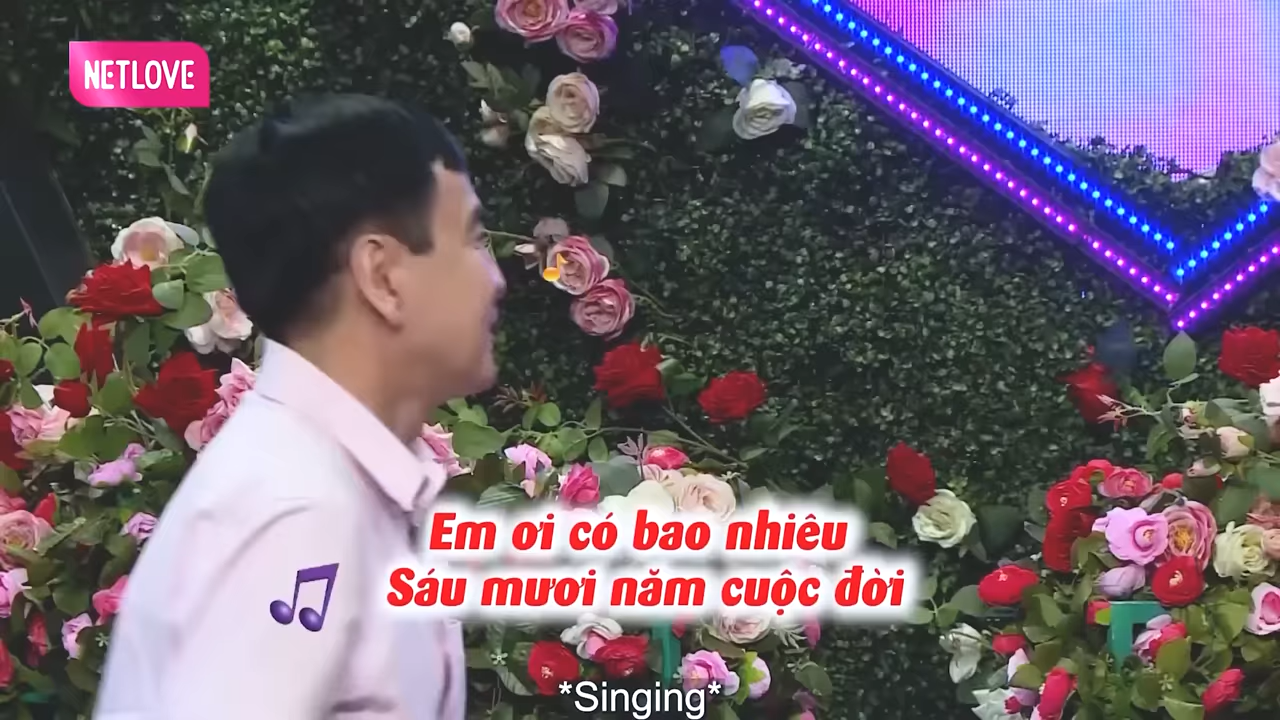 NETLOVE
Em ơi có bao nhiêu
Sáu mươi năm cuộc đời
*Singing*